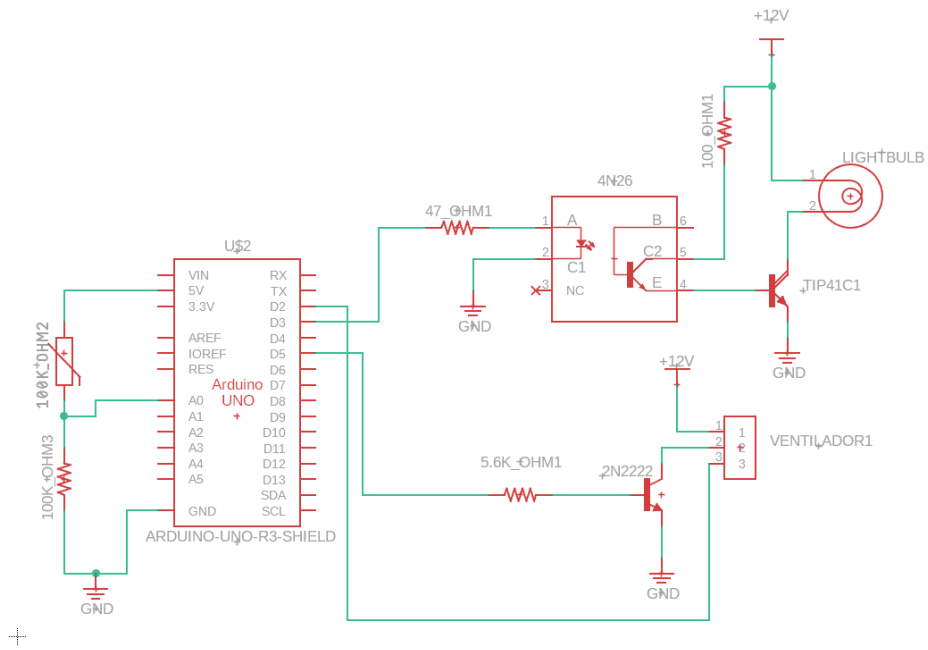 +12V
100_OHM1
LIGHTBULB
1
2
4N26
47_OHM1
1
A
B
6
2
C1
C2
5
3
NC
E
4
TIP41C1
GND
GND
U$2
VIN
RX
5V
TX
3.3V
D2
D3
AREF
D4
IOREF
D5
RES
D6
Arduino
UNO
D7
A0
D8
A1
D9
A2
D10
A3
D11
A4
D12
A5
D13
SDA
GND
SCL
ARDUINO-UNO-R3-SHIELD
100K_OHM2
100K_OHM3
GND
+12V
1
1
2
2
3
3
VENTILADOR1
5.6K_OHM1
2N2222
GND